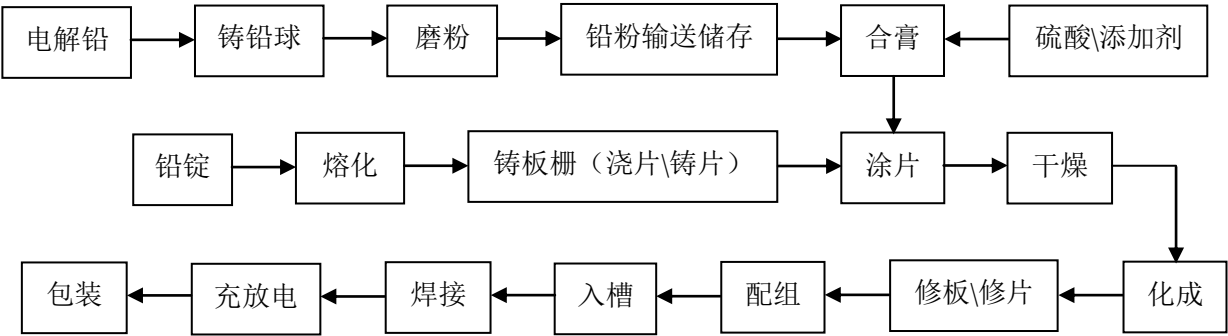 电解铅 铸铅球 磨粉 铅粉输送储存 合膏 硫酸\添加剂
铅锭 熔化 铸板栅（浇片\铸片） 涂片 干燥
包装 充放电 焊接 入槽 配组 修板\修片 化成